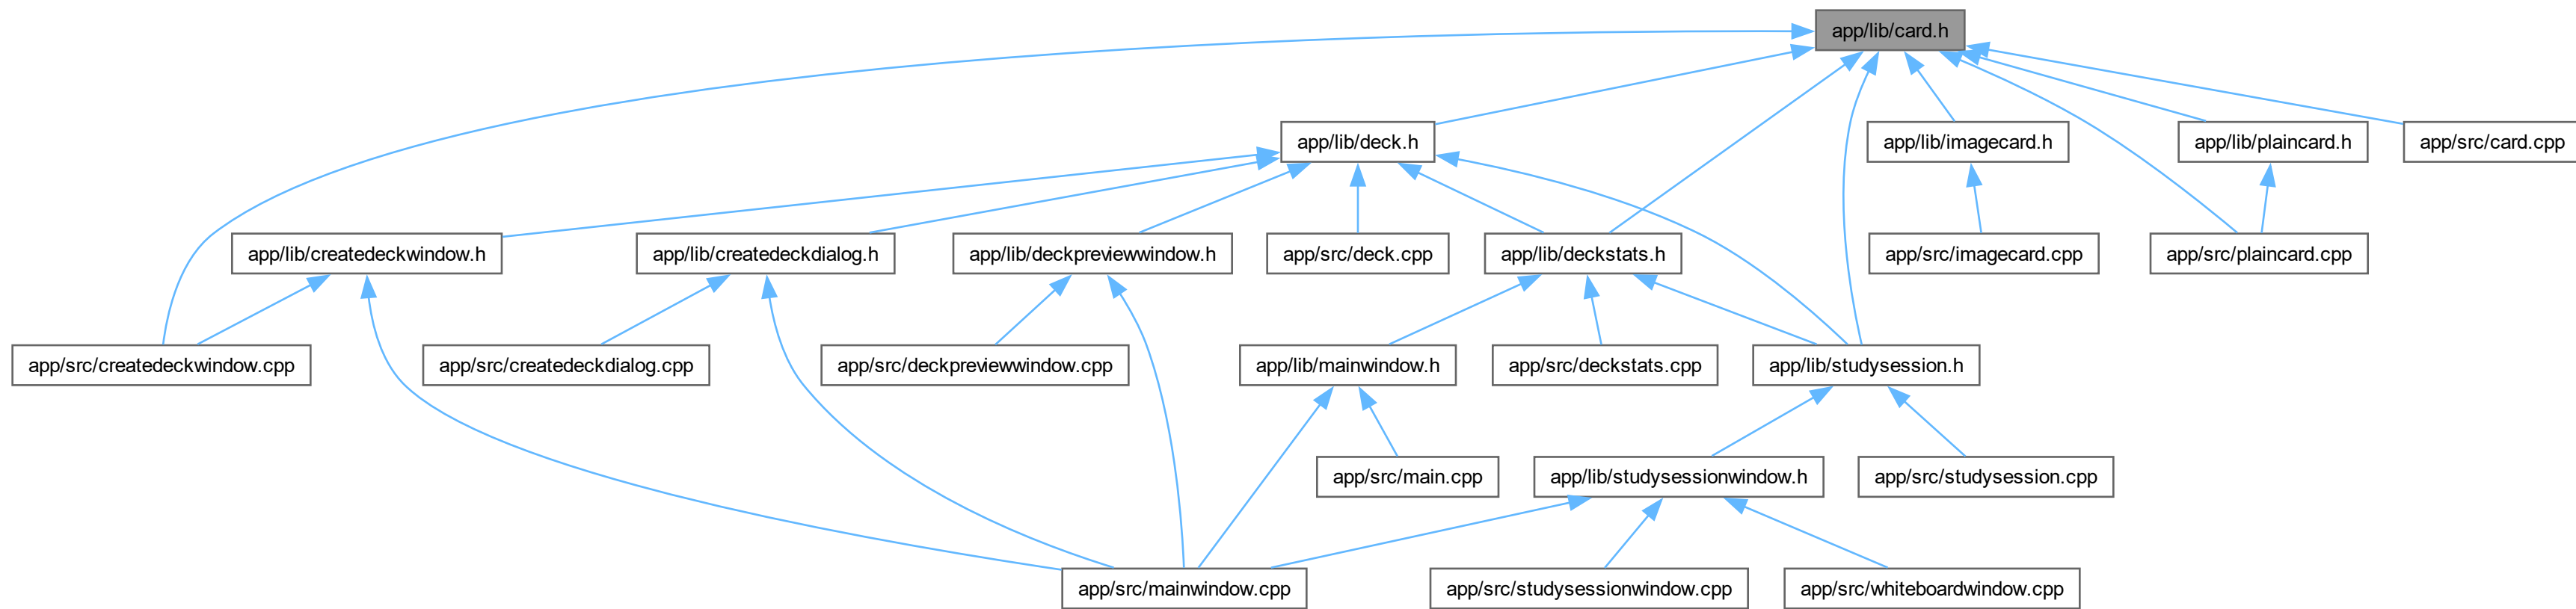 app/lib/card.h
app/lib/deck.h
app/lib/imagecard.h
app/lib/plaincard.h
app/src/card.cpp
app/lib/createdeckwindow.h
app/lib/createdeckdialog.h
app/lib/deckpreviewwindow.h
app/src/deck.cpp
app/lib/deckstats.h
app/src/imagecard.cpp
app/src/plaincard.cpp
app/src/createdeckwindow.cpp
app/src/createdeckdialog.cpp
app/src/deckpreviewwindow.cpp
app/lib/mainwindow.h
app/src/deckstats.cpp
app/lib/studysession.h
app/src/main.cpp
app/lib/studysessionwindow.h
app/src/studysession.cpp
app/src/mainwindow.cpp
app/src/studysessionwindow.cpp
app/src/whiteboardwindow.cpp